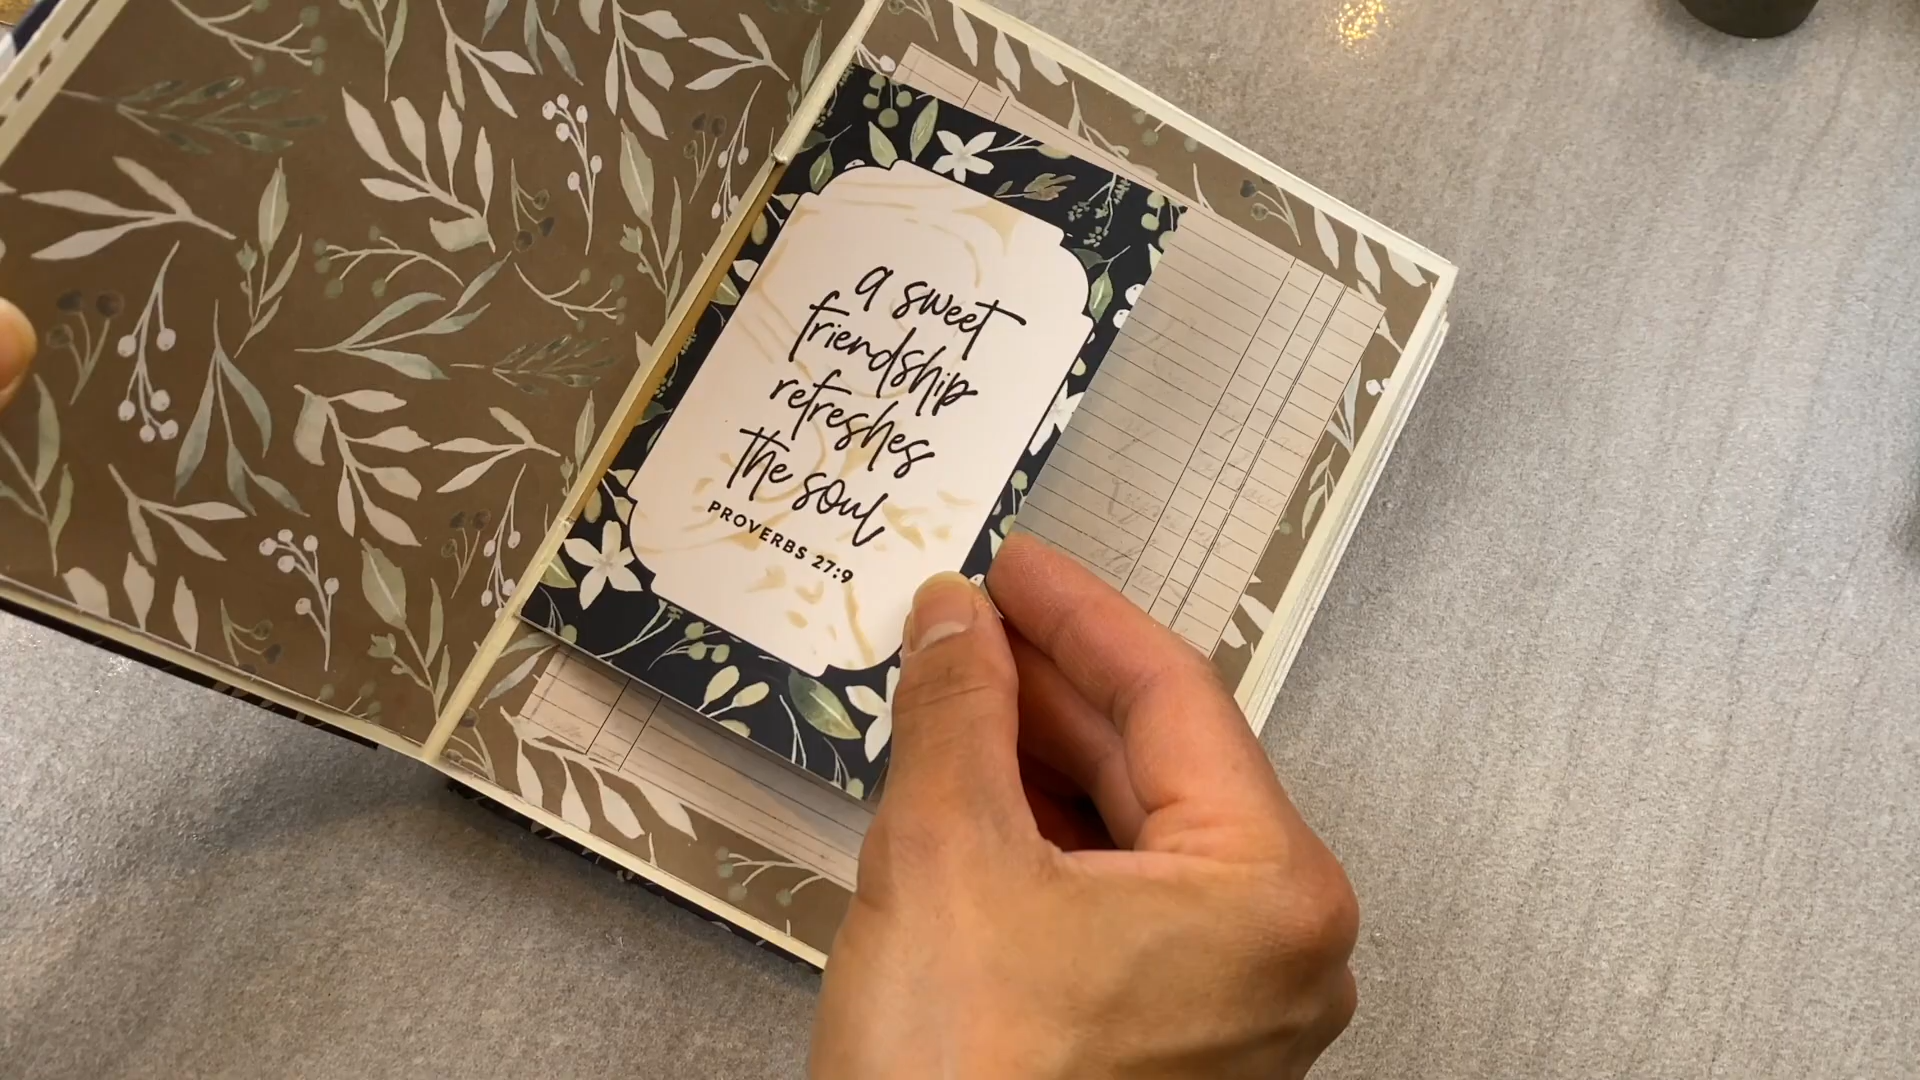 a sweet
friendship
refreshes
the soul
PROVERBS 27:9